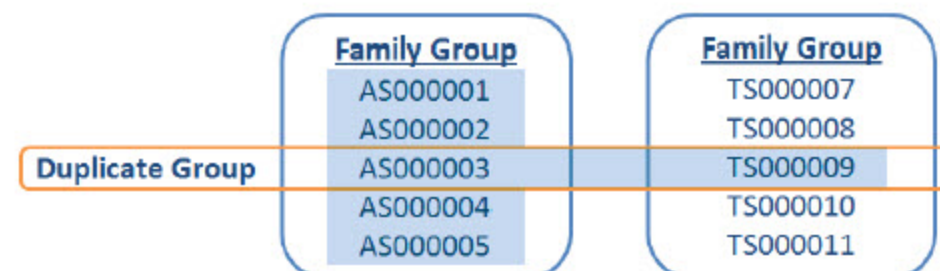 Family Group
AS000001
AS000002
AS000003
AS000004
AS000005
Family Group
TS000007
TS000008
TS000009
TS000010
TS000011
Duplicate Group